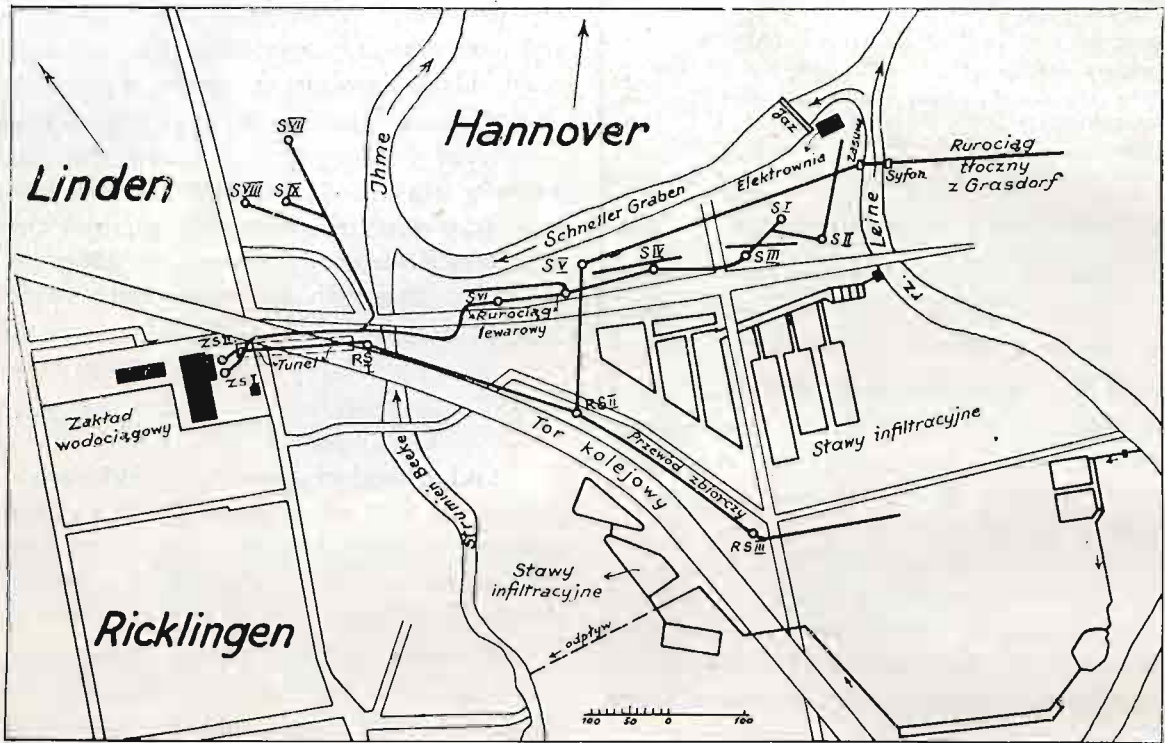 Hannover
Linden
S VII
S VIII
S IX
Jhme
jaz
Elektrownia
zasuwy
Syfon
Rurociąg
tłoczny
z Grasdorf
Schneller Graben
S I
S II
S III
S IV
S V
S VI
rz. Leine
"Rurociąg"
lewarowy
ZS II
ZS I
Tunel
RS I
RS II
RS III
Zakład
wodociągowy
Strumień Beeke
Tor kolejowy
Przewód zbiorczy
Stawy infiltracyjne
Stawy
infiltracyjne
odpływ
Ricklingen
100 50 0 100